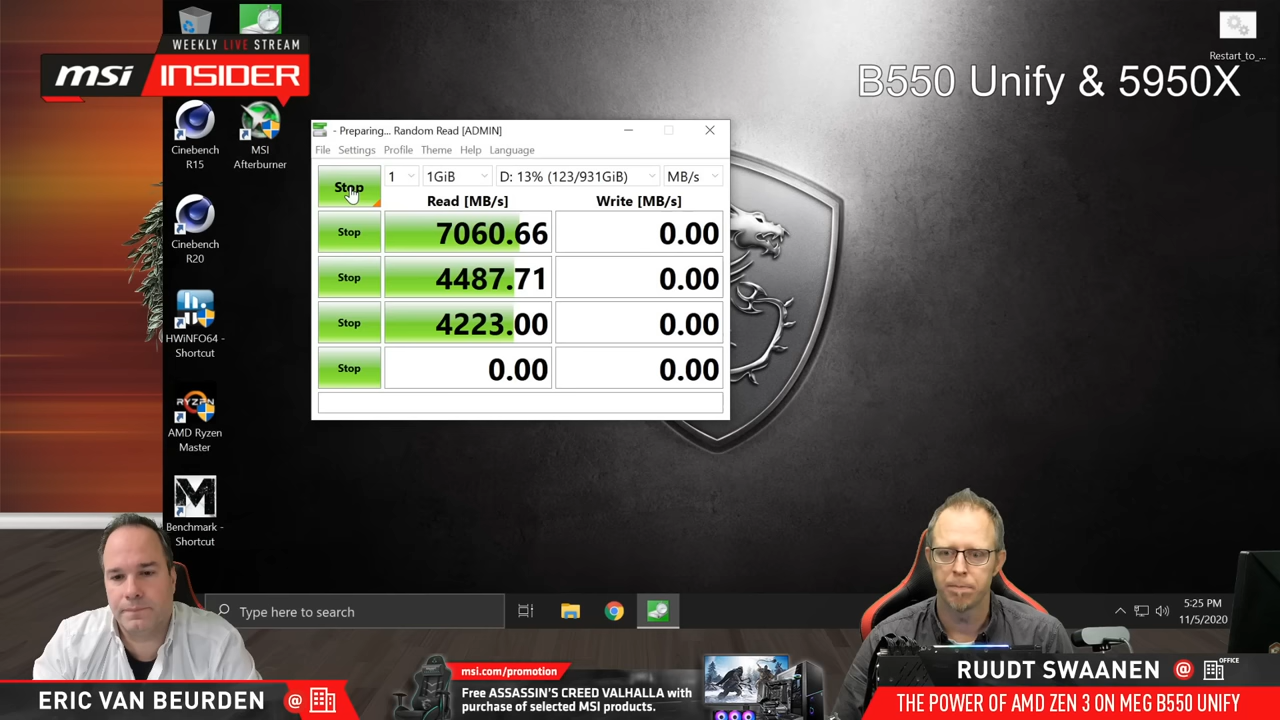 WEEKLY LIVE STREAM
msi INSIDER
B550 Unify & 5950X
Restart_to_...
Cinebench
R15
MSI
Afterburner
Cinebench
R20
HWiNFO64 -
Shortcut
RYZEN
AMD Ryzen
Master
Benchmark -
Shortcut
- Preparing... Random Read [ADMIN]
File Settings Profile Theme Help Language
Stop 1 1GiB D: 13% (123/931GiB) MB/s
Read [MB/s] Write [MB/s]
Stop 7060.66 0.00
Stop 4487.71 0.00
Stop 4223.00 0.00
Stop 0.00 0.00
Type here to search
5:25 PM
11/5/2020
msi.com/promotion
Free ASSASSIN'S CREED VALHALLA with
purchase of selected MSI products.
ERIC VAN BEURDEN @
RUUDT SWAANEN @ OFFICE
THE POWER OF AMD ZEN 3 ON MEG B550 UNIFY